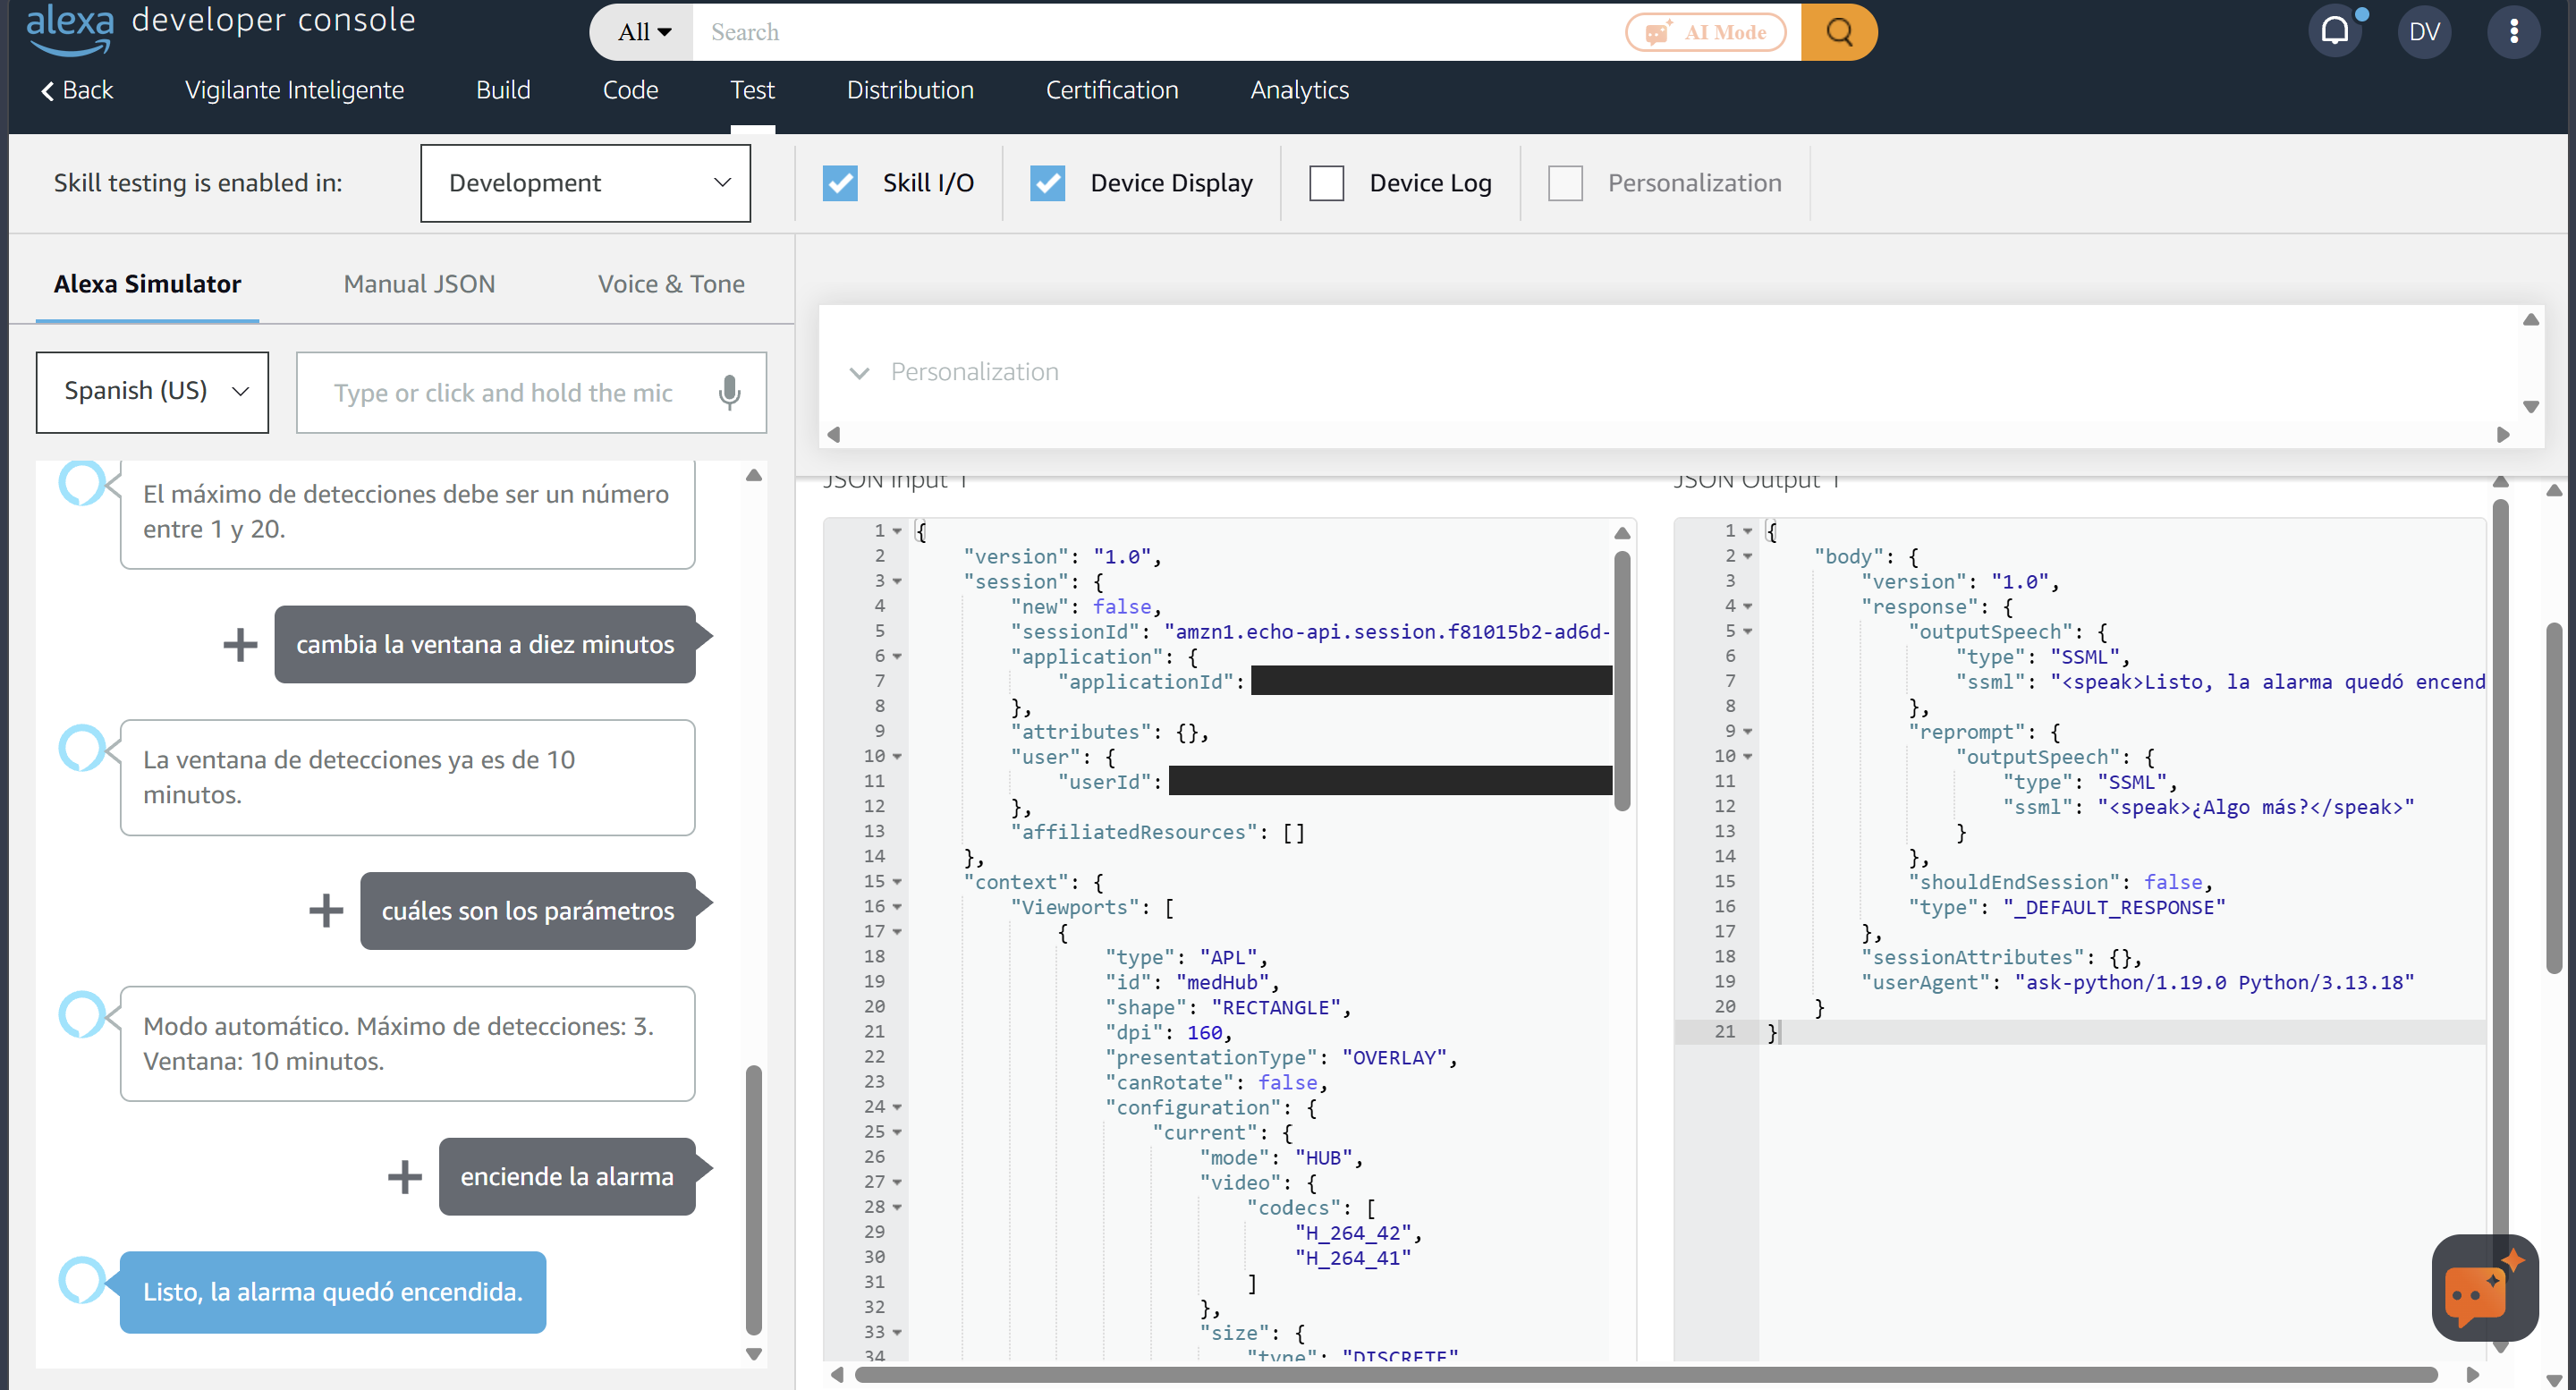 alexa developer console
All
Search
AI Mode
DV
Back
Vigilante Inteligente
Build
Code
Test
Distribution
Certification
Analytics
Skill testing is enabled in:
Development
Skill I/O
Device Display
Device Log
Personalization
Alexa Simulator
Manual JSON
Voice & Tone
Spanish (US)
Type or click and hold the mic
El máximo de detecciones debe ser un número
entre 1 y 20.
cambia la ventana a diez minutos
La ventana de detecciones ya es de 10
minutos.
cuáles son los parámetros
Modo automático. Máximo de detecciones: 3.
Ventana: 10 minutos.
enciende la alarma
Listo, la alarma quedó encendida.
Personalization
JSON Input 1
1 {
2 "version": "1.0",
3 "session": {
4 "new": false,
5 "sessionId": "amzn1.echo-api.session.f81015b2-ad6d-
6 "application": {
7 "applicationId":
8 },
9 "attributes": {},
10 "user": {
11 "userId":
12 },
13 "affiliatedResources": []
14 },
15 "context": {
16 "Viewports": [
17 {
18 "type": "APL",
19 "id": "medHub",
20 "shape": "RECTANGLE",
21 "dpi": 160,
22 "presentationType": "OVERLAY",
23 "canRotate": false,
24 "configuration": {
25 "current": {
26 "mode": "HUB",
27 "video": {
28 "codecs": [
29 "H_264_42",
30 "H_264_41"
31 ]
32 },
33 "size": {
34 "type": "DISCRETE"
JSON Output 1
1 {
2 "body": {
3 "version": "1.0",
4 "response": {
5 "outputSpeech": {
6 "type": "SSML",
7 "ssml": "<speak>Listo, la alarma quedó encend
8 },
9 "reprompt": {
10 "outputSpeech": {
11 "type": "SSML",
12 "ssml": "<speak>¿Algo más?</speak>"
13 }
14 },
15 "shouldEndSession": false,
16 "type": "_DEFAULT_RESPONSE"
17 },
18 "sessionAttributes": {},
19 "userAgent": "ask-python/1.19.0 Python/3.13.18"
20 }
21 }